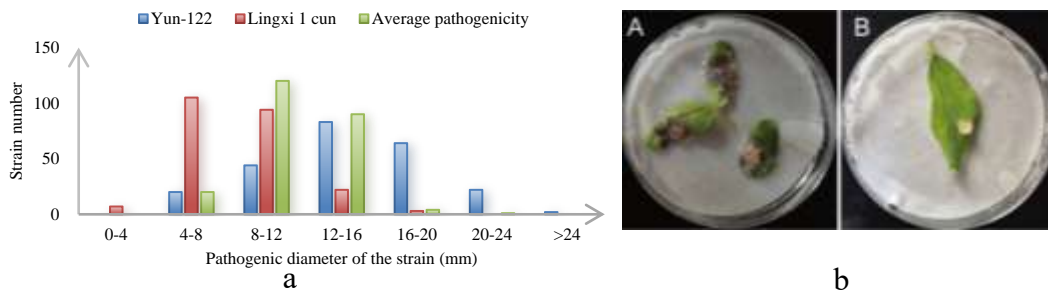 Yun-122 Lingxi 1 cun Average pathogenicity
150
100
50
0
Strain number
0-4 4-8 8-12 12-16 16-20 20-24 >24
Pathogenic diameter of the strain (mm)
a
A B
b